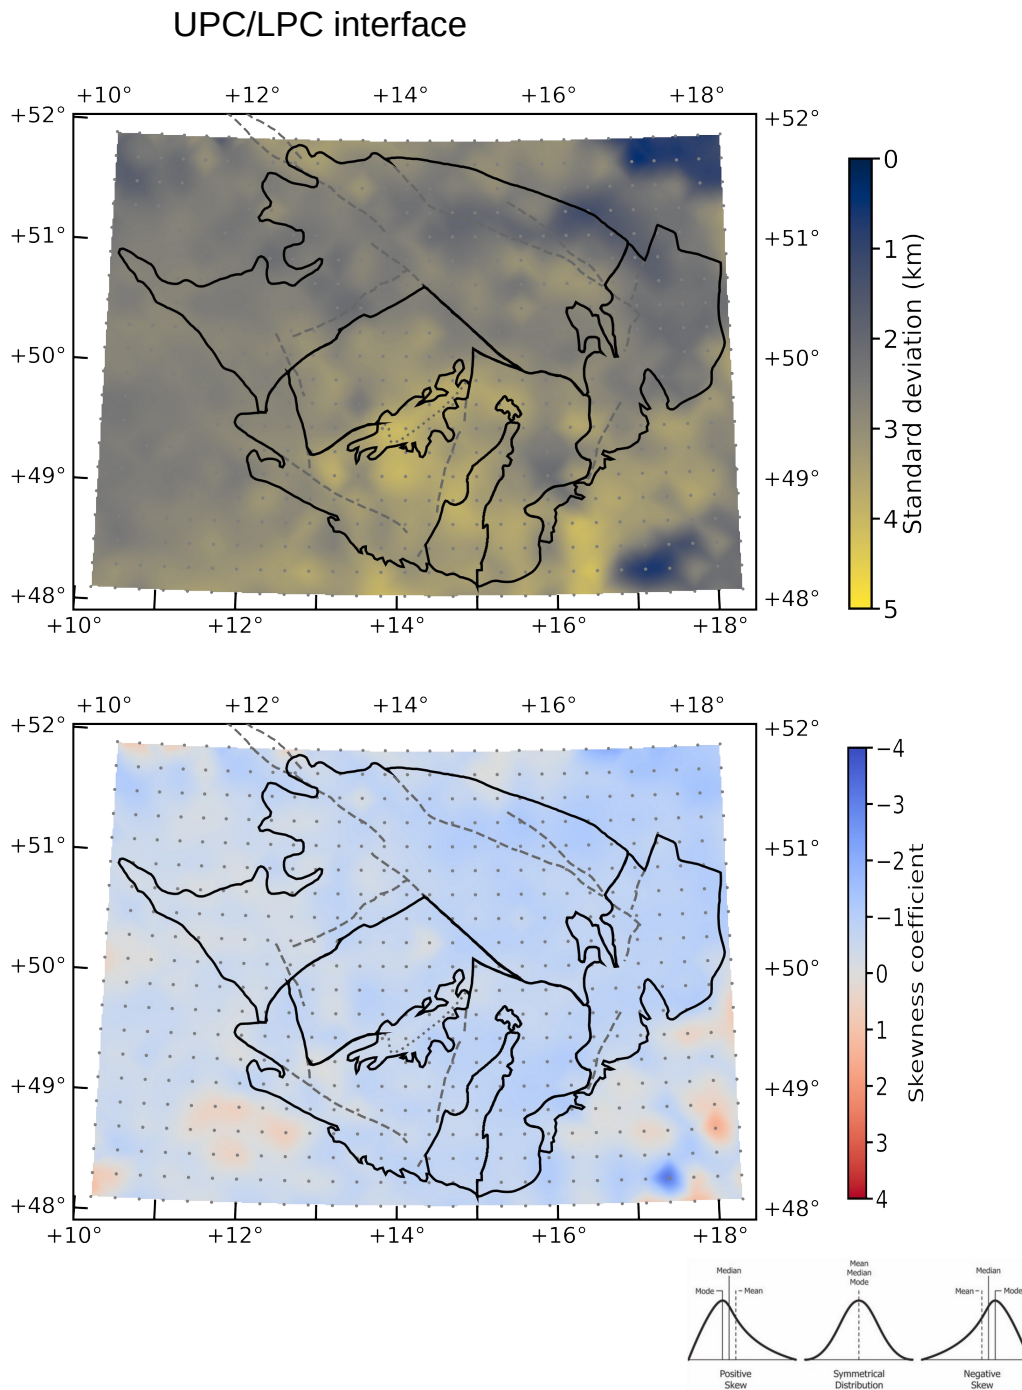 UPC/LPC interface
+10° +12° +14° +16° +18°
+52° +52°
+51° +51°
+50° +50°
+49° +49°
+48° +48°
+10° +12° +14° +16° +18°
0
1
2
3
4
5
Standard deviation (km)
+10° +12° +14° +16° +18°
+52° +52°
+51° +51°
+50° +50°
+49° +49°
+48° +48°
+10° +12° +14° +16° +18°
−4
−3
−2
−1
0
1
2
3
4
Skewness coefficient
Mode
Median
Mean
Positive
Skew
Mean
Median
Mode
Symmetrical
Distribution
Mean
Median
Mode
Negative
Skew